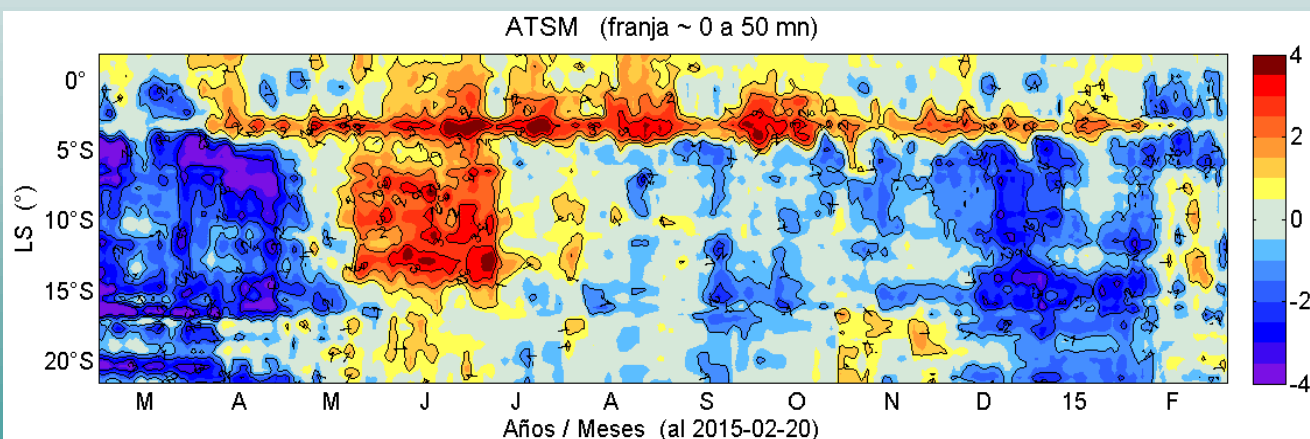 ATSM (franja ~ 0 a 50 mn)
LS (°)
0°
5°S
10°S
15°S
20°S
4
2
0
-2
-4
M A M J J A S O N D 15 F
Años / Meses (al 2015-02-20)